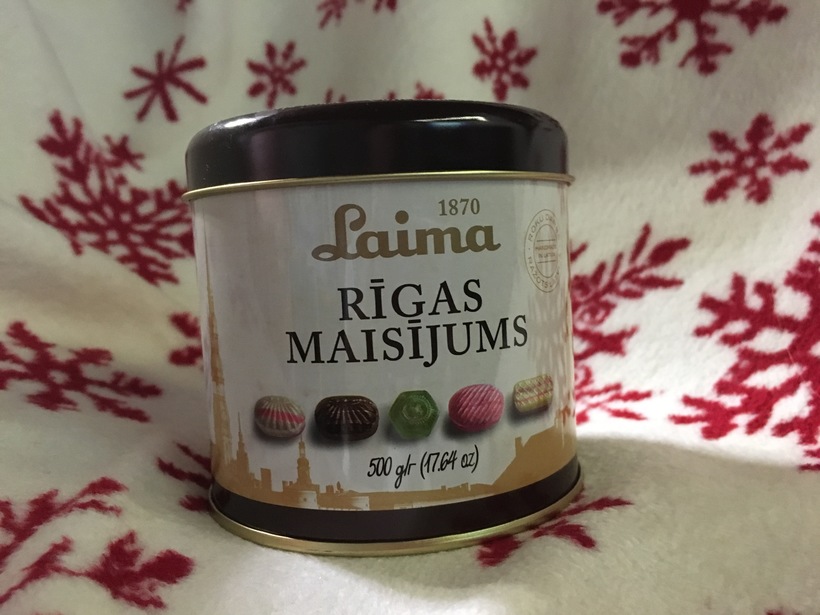 1870
Laima
RĪGAS
MAISĪJUMS
500 g/r (17.64 oz)